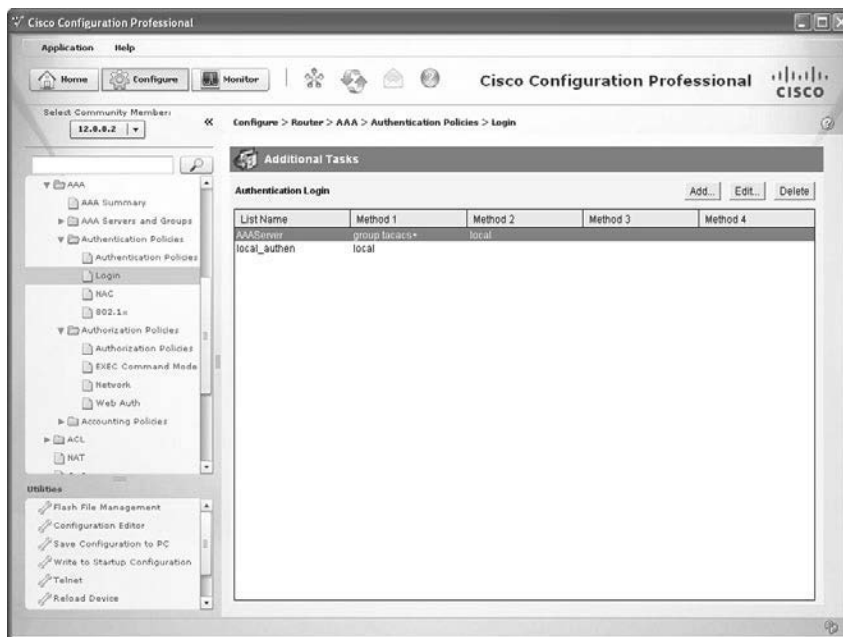 Cisco Configuration Professional
Application Help
Home Configure Monitor Cisco Configuration Professional CISCO
Select Community Member:
12.0.0.2
« Configure > Router > AAA > Authentication Policies > Login
Additional Tasks
AAA
AAA Summary
AAA Servers and Groups
Authentication Policies
Authentication Policies
Login
NAC
802.1x
Authorization Policies
Authorization Policies
EXEC Command Mode
Network
Web Auth
Accounting Policies
ACL
NAT
Authentication Login Add... Edit... Delete
List Name Method 1 Method 2 Method 3 Method 4
AAAServer group tacacs+ local
local_authen local
Utilities
Flash File Management
Configuration Editor
Save Configuration to PC
Write to Startup Configuration
Telnet
Reload Device